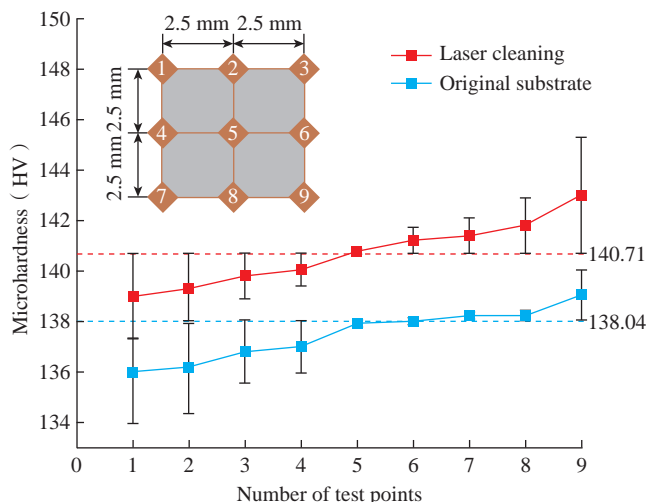 150
148
146
144
142
140
138
136
134
Microhardness（HV）
2.5 mm 2.5 mm
2.5 mm
2.5 mm
1 2 3
4 5 6
7 8 9
Laser cleaning
Original substrate
140.71
138.04
0 1 2 3 4 5 6 7 8 9
Number of test points